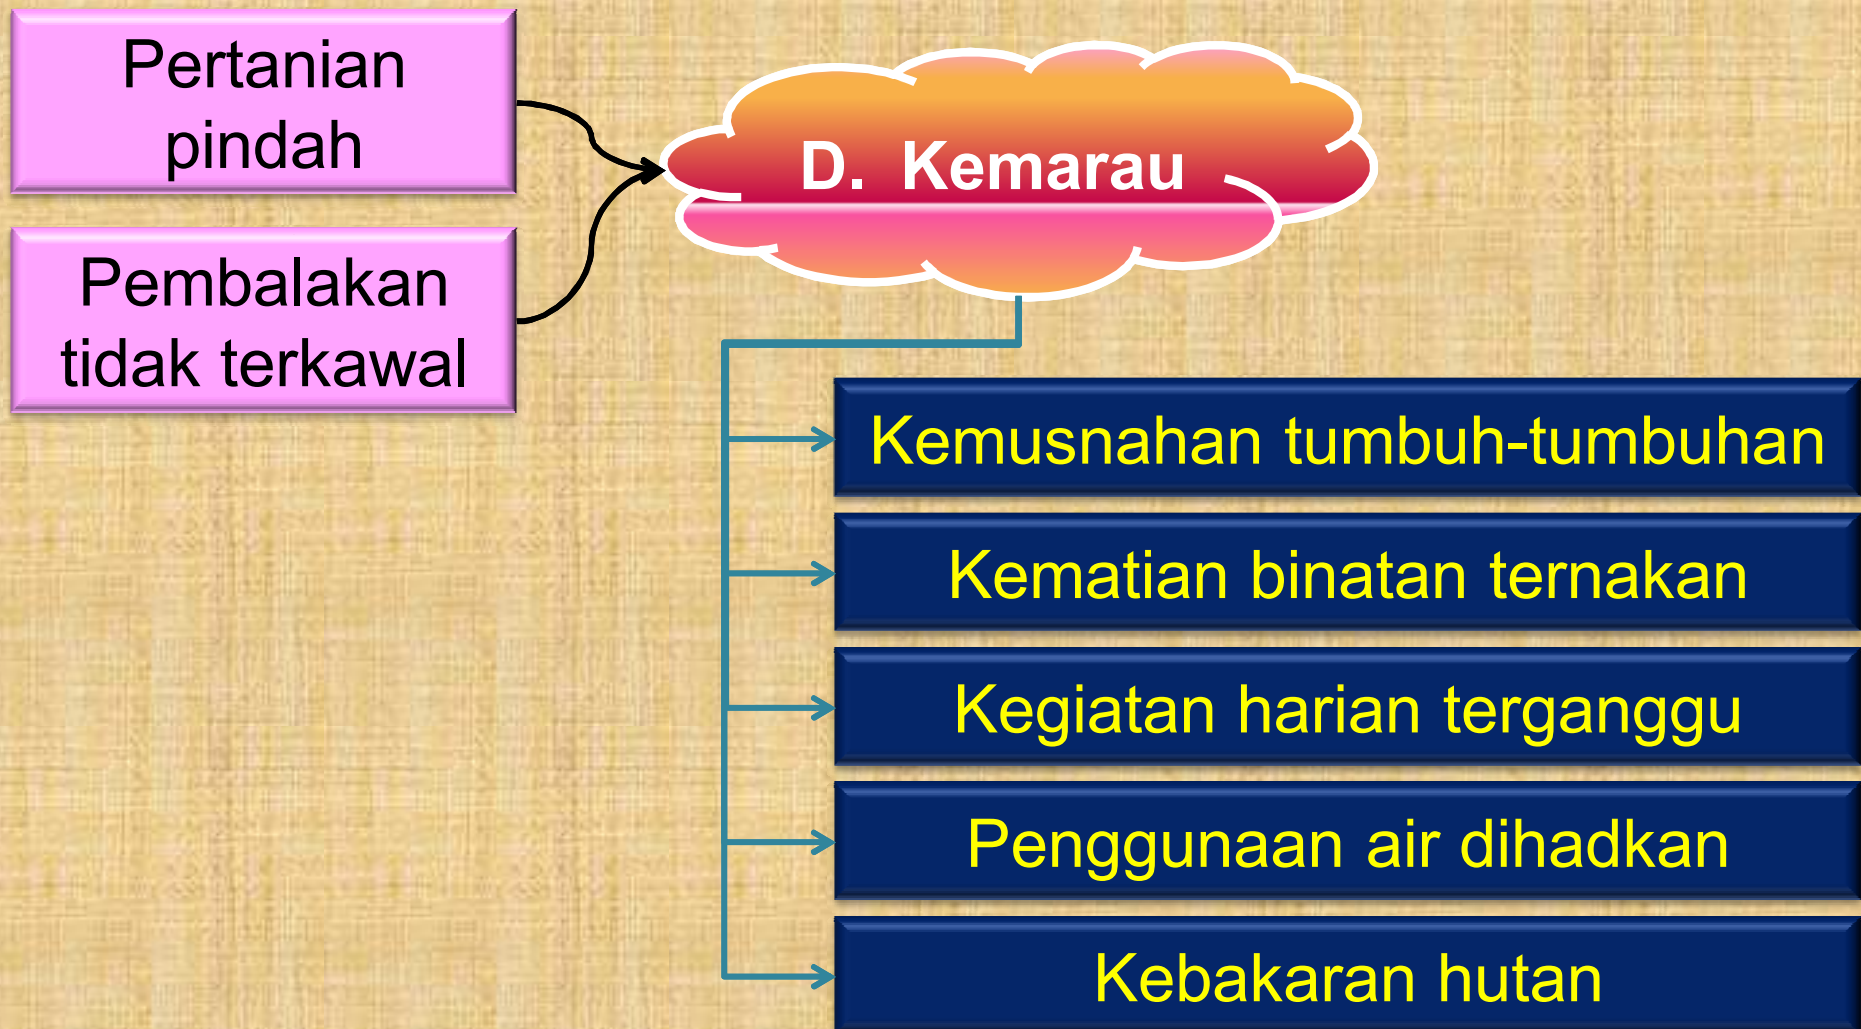 Pertanian
pindah
D. Kemarau
Pembalakan
tidak terkawal
Kemusnahan tumbuh-tumbuhan
Kematian binatan ternakan
Kegiatan harian terganggu
Penggunaan air dihadkan
Kebakaran hutan